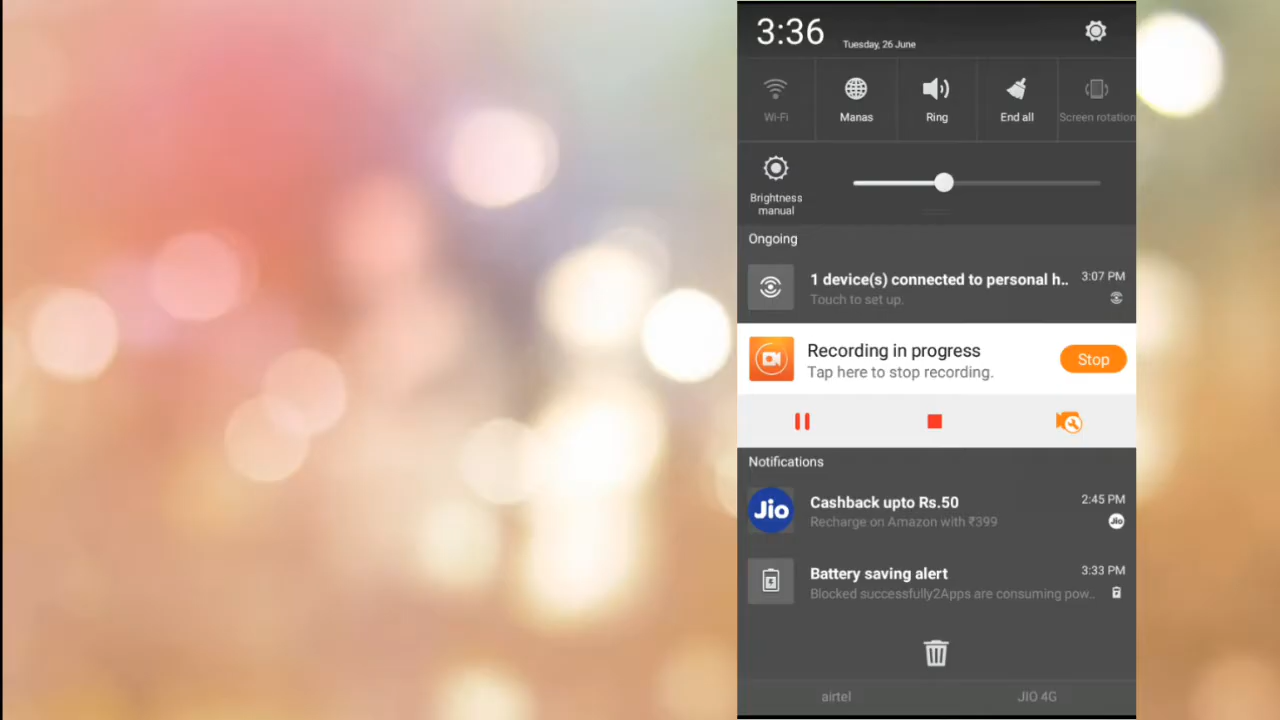 3:36
Tuesday, 26 June
Wi-Fi
Manas
Ring
End all
Screen rotation
Brightness
manual
Ongoing
1 device(s) connected to personal h..
3:07 PM
Touch to set up.
Recording in progress
Tap here to stop recording.
Stop
Notifications
Jio
Cashback upto Rs.50
2:45 PM
Recharge on Amazon with ₹399
Jio
Battery saving alert
3:33 PM
Blocked successfully2Apps are consuming pow..
airtel
JIO 4G